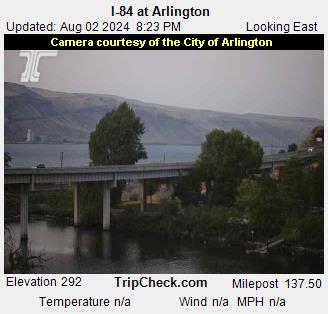 I-84 at Arlington
Updated: Aug 02 2024 8:23 PM Looking East
Camera courtesy of the City of Arlington
Elevation 292 TripCheck.com Milepost 137.50
Temperature n/a Wind n/a MPH n/a